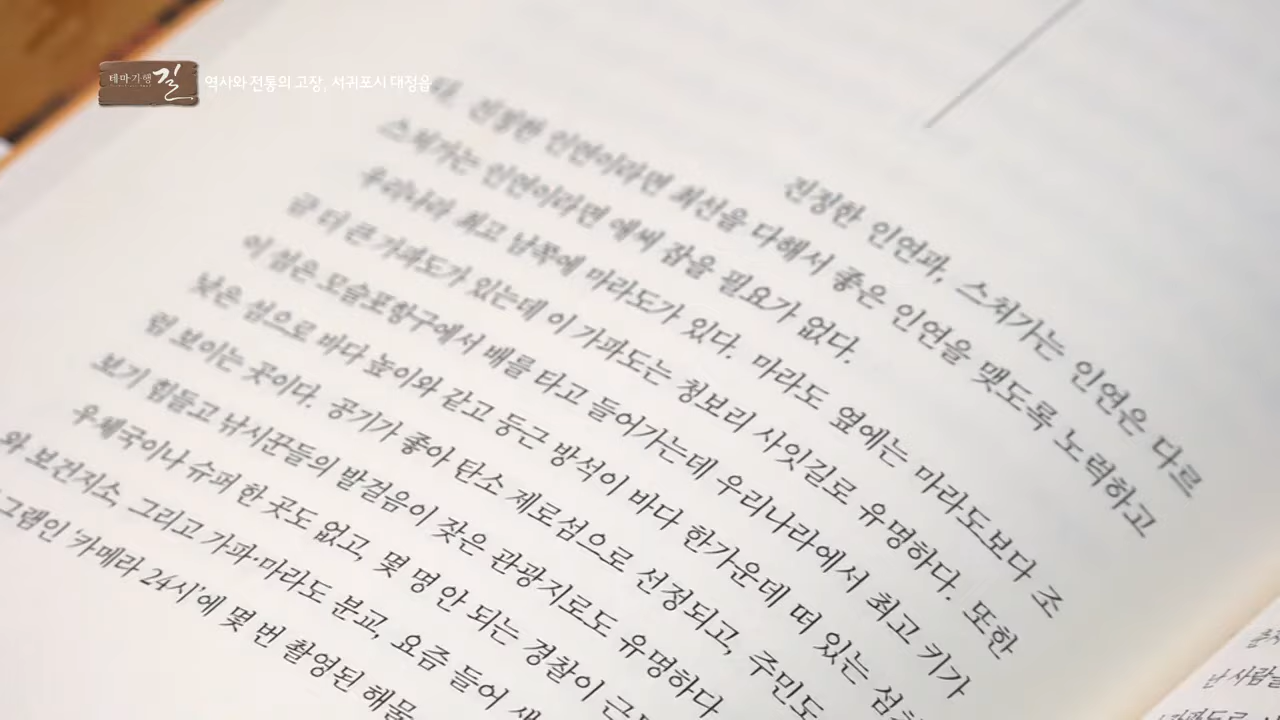 테마기행 길
역사와 전통의 고장, 서귀포시 대정읍
진정한 인연과, 스쳐가는 인연은 다르
다. 진정한 인연이라면 최선을 다해서 좋은 인연을 맺도록 노력하고
스쳐가는 인연이라면 애써 잡을 필요가 없다.
우리나라 최고 남쪽에 마라도가 있다. 마라도 옆에는 마라도보다 조
금 더 큰 가파도가 있는데 이 가파도는 청보리 사잇길로 유명하다. 또한
이 섬은 모슬포항구에서 배를 타고 들어가는데 우리나라에서 최고 키가
낮은 섬으로 바다 높이와 같고 둥근 방석이 바다 한가운데 떠 있는 섬처
럼 보이는 곳이다. 공기가 좋아 탄소 제로섬으로 선정되고, 주민도
보기 힘들고 낚시꾼들의 발걸음이 잦은 관광지로도 유명하다
우체국이나 슈퍼 한 곳도 없고, 몇 명 안 되는 경찰이 근
와 보건지소, 그리고 가파·마라도 분교, 요즘 들어 새
그램인 ‘카메라 24시’에 몇 번 촬영된 해물
난 사람들